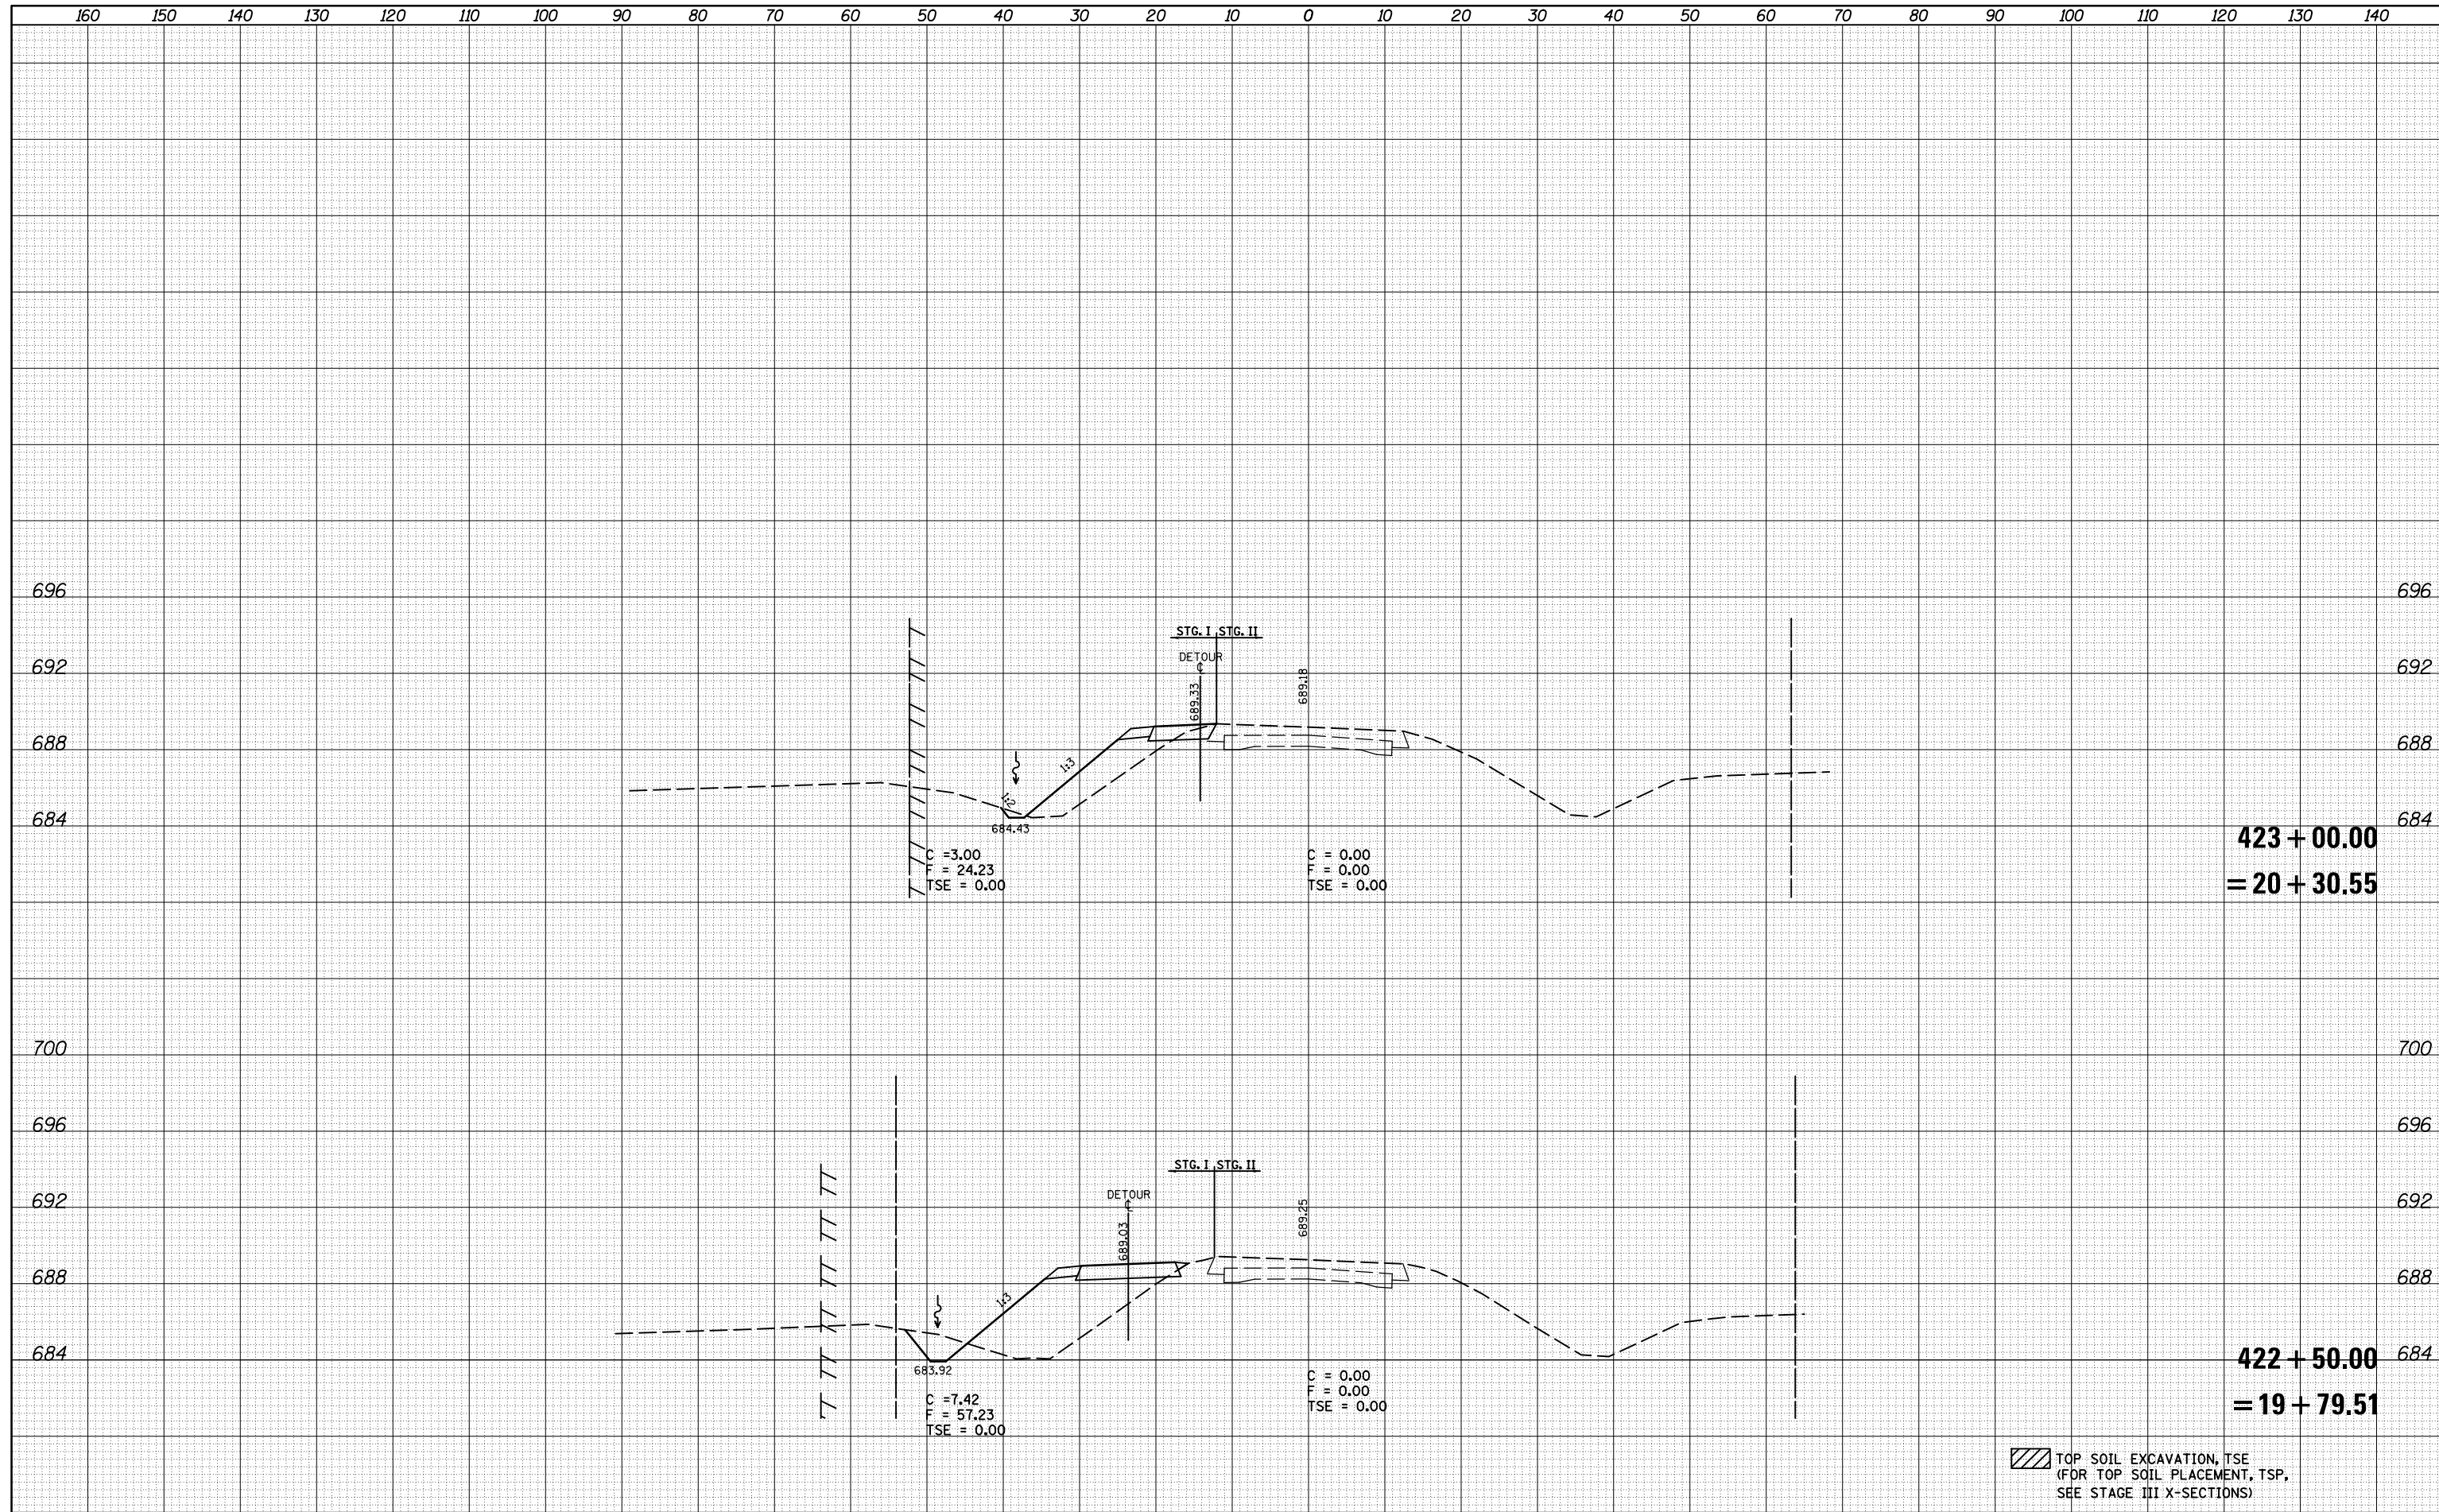 160 150 140 130 120 110 100 90 80 70 60 50 40 30 20 10 0 10 20 30 40 50 60 70 80 90 100 110 120 130 140
696 696
STG. I STG. II
DETOUR
℄
692 692
689.33
689.18
688 688
1:3
1:2
684 684
684.43
423+00.00
=20+30.55
C =3.00
F = 24.23
TSE = 0.00
C = 0.00
F = 0.00
TSE = 0.00
700 700
696 696
STG. I STG. II
DETOUR
℄
692 692
689.03
689.25
688 688
1:3
684 684
683.92
422+50.00
=19+79.51
C =7.42
F = 57.23
TSE = 0.00
C = 0.00
F = 0.00
TSE = 0.00
TOP SOIL EXCAVATION, TSE
(FOR TOP SOIL PLACEMENT, TSP,
SEE STAGE III X-SECTIONS)